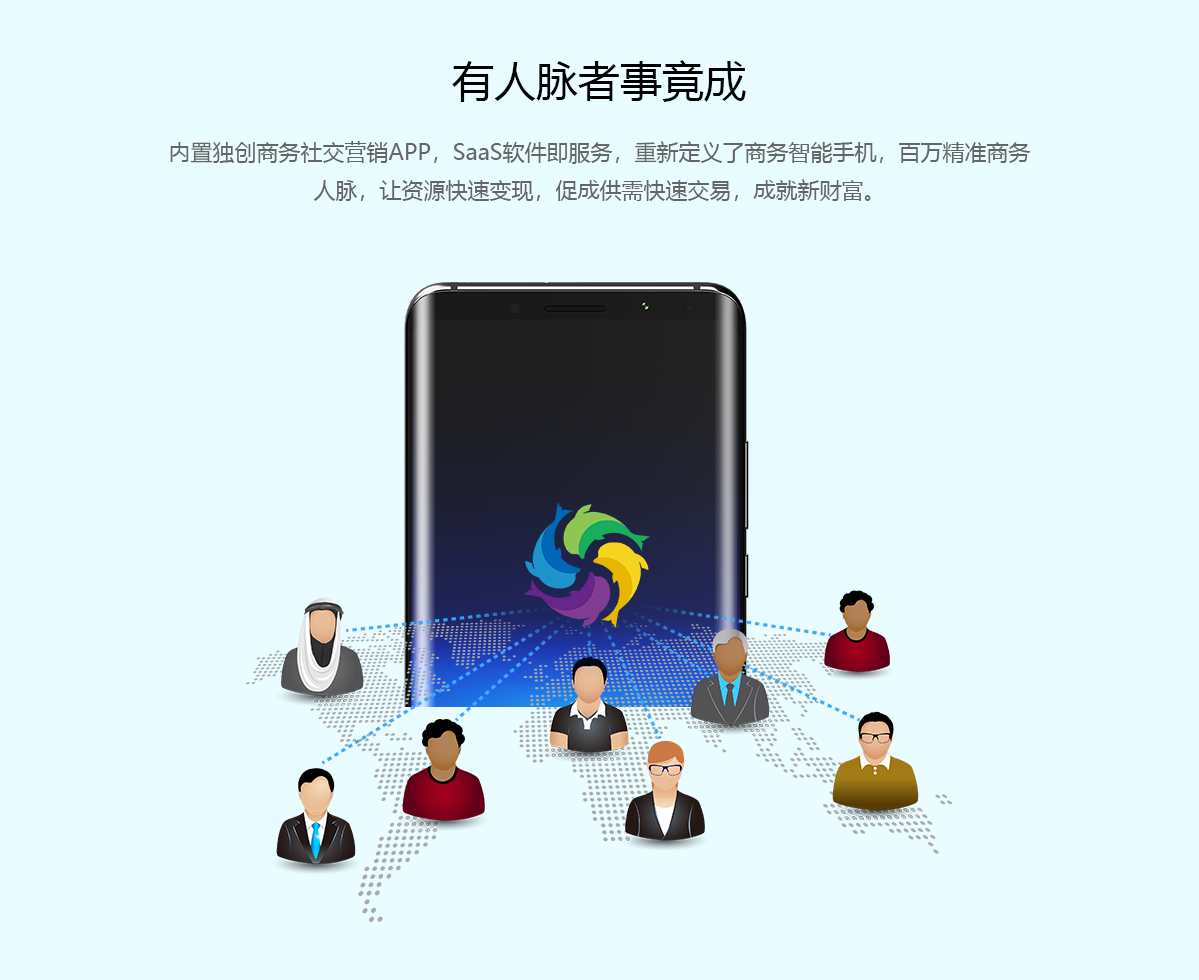 有人脉者事竟成
内置独创商务社交营销APP，SaaS软件即服务，重新定义了商务智能手机，百万精准商务
人脉，让资源快速变现，促成供需快速交易，成就新财富。